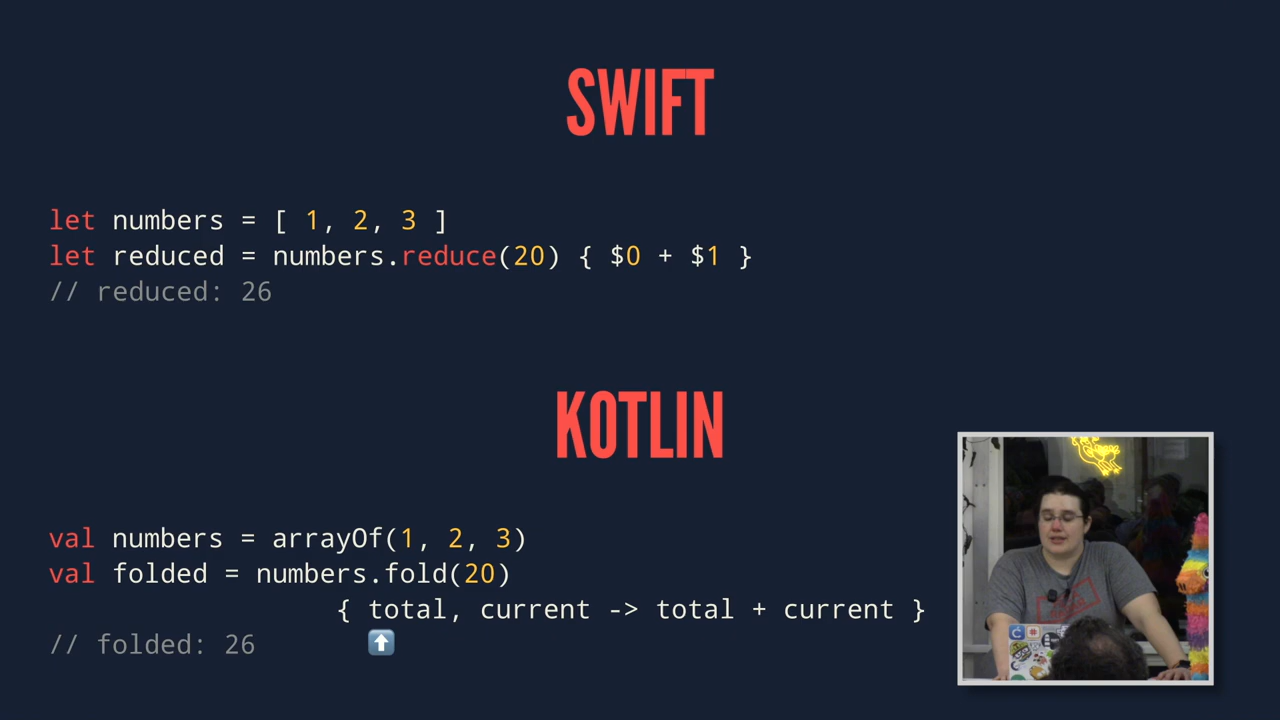 SWIFT
let numbers = [ 1, 2, 3 ]
let reduced = numbers.reduce(20) { $0 + $1 }
// reduced: 26
KOTLIN
val numbers = arrayOf(1, 2, 3)
val folded = numbers.fold(20)
{ total, current -> total + current }
// folded: 26